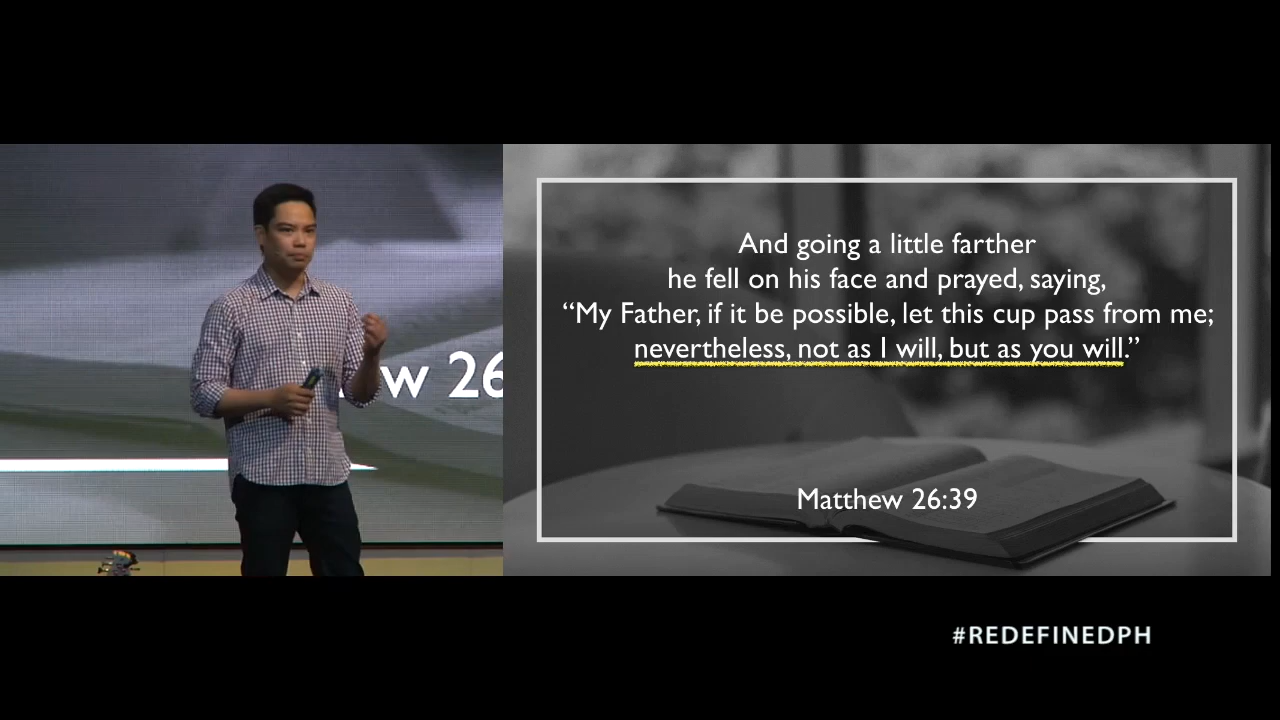 w 26
And going a little farther
he fell on his face and prayed, saying,
“My Father, if it be possible, let this cup pass from me;
nevertheless, not as I will, but as you will.”
Matthew 26:39
#REDEFINEDPH